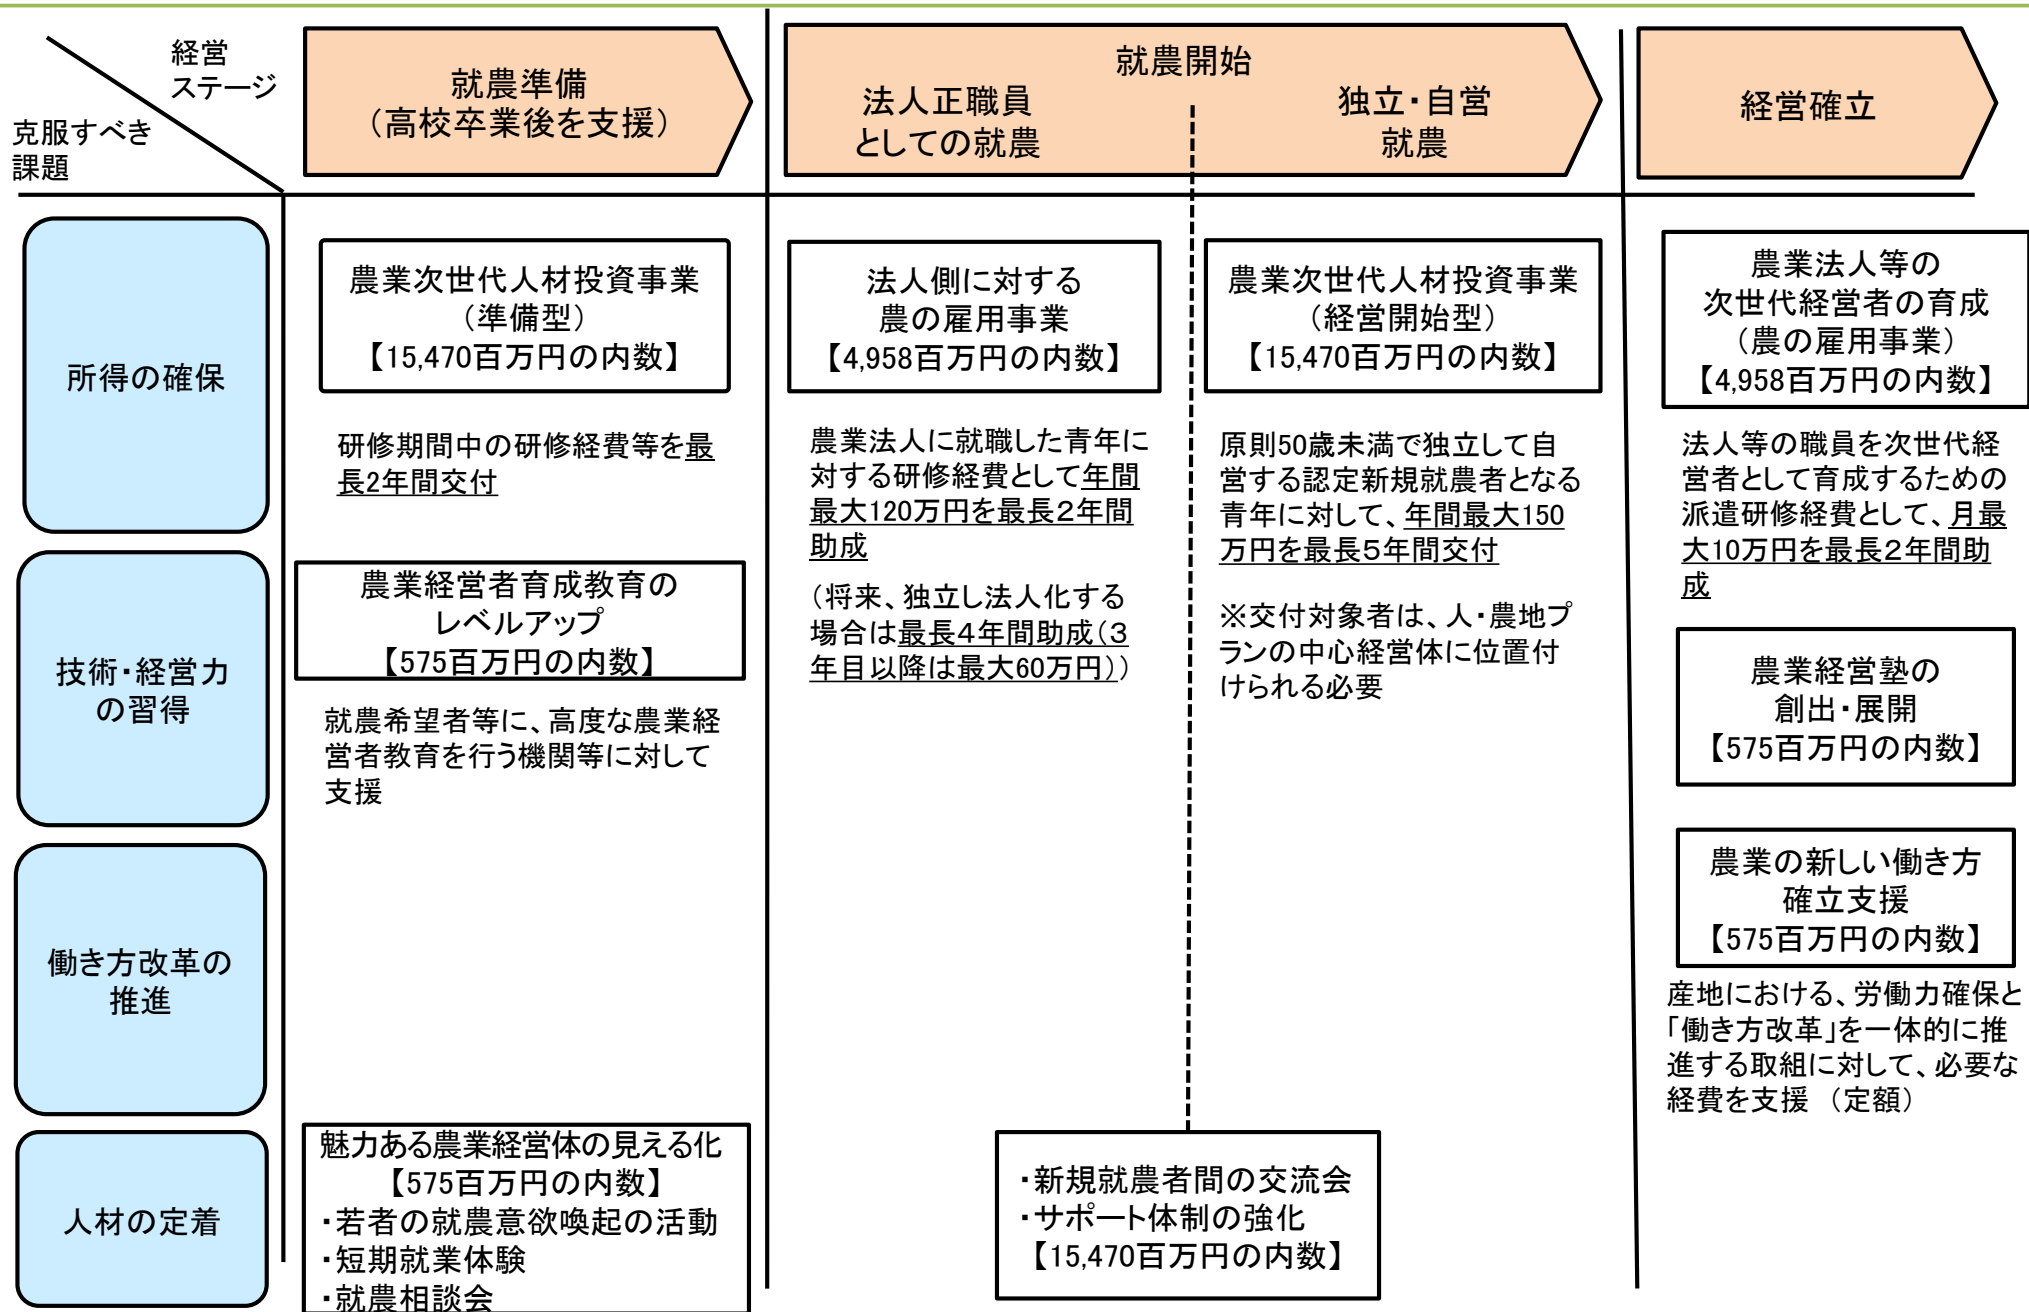 経営
ステージ
克服すべき
課題
就農準備
（高校卒業後を支援）
就農開始
法人正職員
としての就農
独立・自営
就農
経営確立
所得の確保
農業次世代人材投資事業
（準備型）
【15,470百万円の内数】
研修期間中の研修経費等を最
長2年間交付
法人側に対する
農の雇用事業
【4,958百万円の内数】
農業法人に就職した青年に
対する研修経費として年間
最大120万円を最長２年間
助成
（将来、独立し法人化する
場合は最長４年間助成（３
年目以降は最大60万円））
農業次世代人材投資事業
（経営開始型）
【15,470百万円の内数】
原則50歳未満で独立して自
営する認定新規就農者となる
青年に対して、年間最大150
万円を最長５年間交付
※交付対象者は、人・農地プ
ランの中心経営体に位置付
けられる必要
農業法人等の
次世代経営者の育成
（農の雇用事業）
【4,958百万円の内数】
法人等の職員を次世代経
営者として育成するための
派遣研修経費として、月最
大10万円を最長２年間助
成
技術・経営力
の習得
農業経営者育成教育の
レベルアップ
【575百万円の内数】
就農希望者等に、高度な農業経
営者教育を行う機関等に対して
支援
農業経営塾の
創出・展開
【575百万円の内数】
働き方改革の
推進
農業の新しい働き方
確立支援
【575百万円の内数】
産地における、労働力確保と
「働き方改革」を一体的に推
進する取組に対して、必要な
経費を支援　（定額）
人材の定着
魅力ある農業経営体の見える化
【575百万円の内数】
・若者の就農意欲喚起の活動
・短期就業体験
・就農相談会
・新規就農者間の交流会
・サポート体制の強化
【15,470百万円の内数】